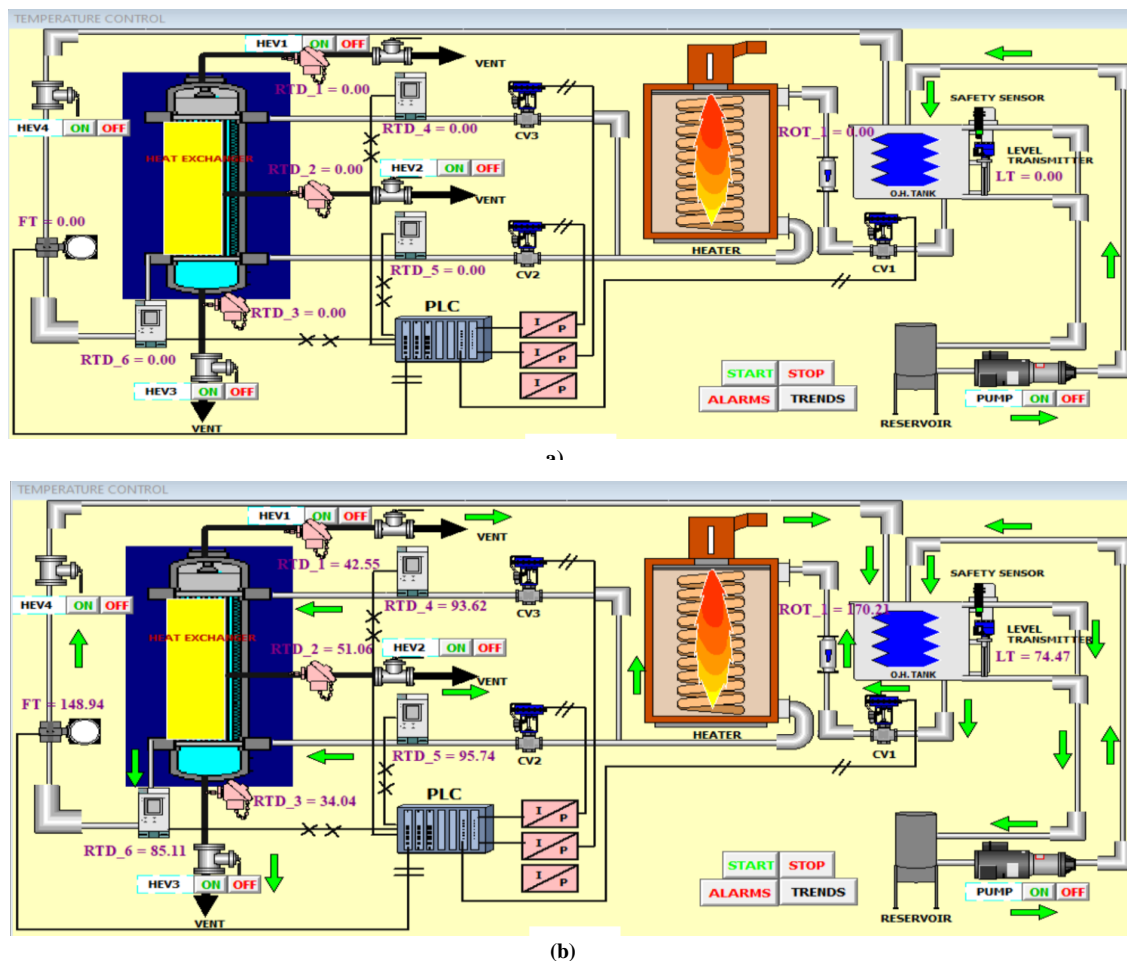 TEMPERATURE CONTROL
HEV1 ON OFF
VENT
RTD_1 = 0.00
SAFETY SENSOR
HEV4 ON OFF
RTD_4 = 0.00
CV3
ROT_1 = 0.00
HEAT EXCHANGER
RTD_2 = 0.00
HEV2 ON OFF
VENT
LEVEL
TRANSMITTER
LT = 0.00
O.H. TANK
FT = 0.00
HEATER
RTD_5 = 0.00
CV2
CV1
PLC
RTD_3 = 0.00
I
P
I
P
I
P
RTD_6 = 0.00
START STOP
ALARMS TRENDS
HEV3 ON OFF
VENT
PUMP ON OFF
RESERVOIR
a)
TEMPERATURE CONTROL
HEV1 ON OFF
VENT
RTD_1 = 42.55
SAFETY SENSOR
HEV4 ON OFF
RTD_4 = 93.62
CV3
ROT_1 = 170.21
HEAT EXCHANGER
RTD_2 = 51.06
HEV2 ON OFF
VENT
LEVEL
TRANSMITTER
LT = 74.47
O.H. TANK
FT = 148.94
HEATER
RTD_5 = 95.74
CV2
CV1
PLC
RTD_3 = 34.04
I
P
I
P
I
P
RTD_6 = 85.11
START STOP
ALARMS TRENDS
HEV3 ON OFF
VENT
PUMP ON OFF
RESERVOIR
(b)